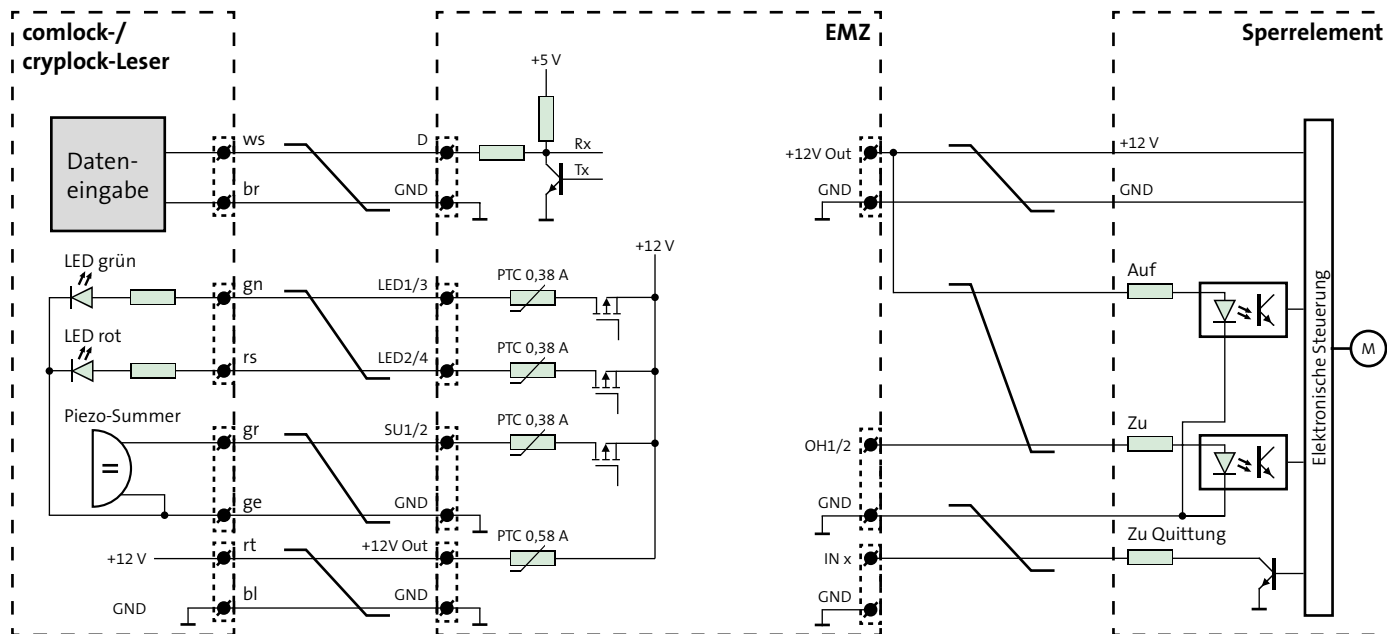 comlock-/
cryplock-Leser
EMZ
Sperrelement
+5 V
Daten-
eingabe
ws
D
Rx
Tx
br
GND
+12V Out
+12 V
GND
GND
+12 V
LED grün
gn
LED1/3
PTC 0,38 A
Auf
LED rot
rs
LED2/4
PTC 0,38 A
Elektronische Steuerung
M
Piezo-Summer
=
gr
SU1/2
PTC 0,38 A
OH1/2
Zu
ge
GND
GND
+12 V
rt
+12V Out
PTC 0,58 A
IN x
Zu Quittung
GND
bl
GND
GND